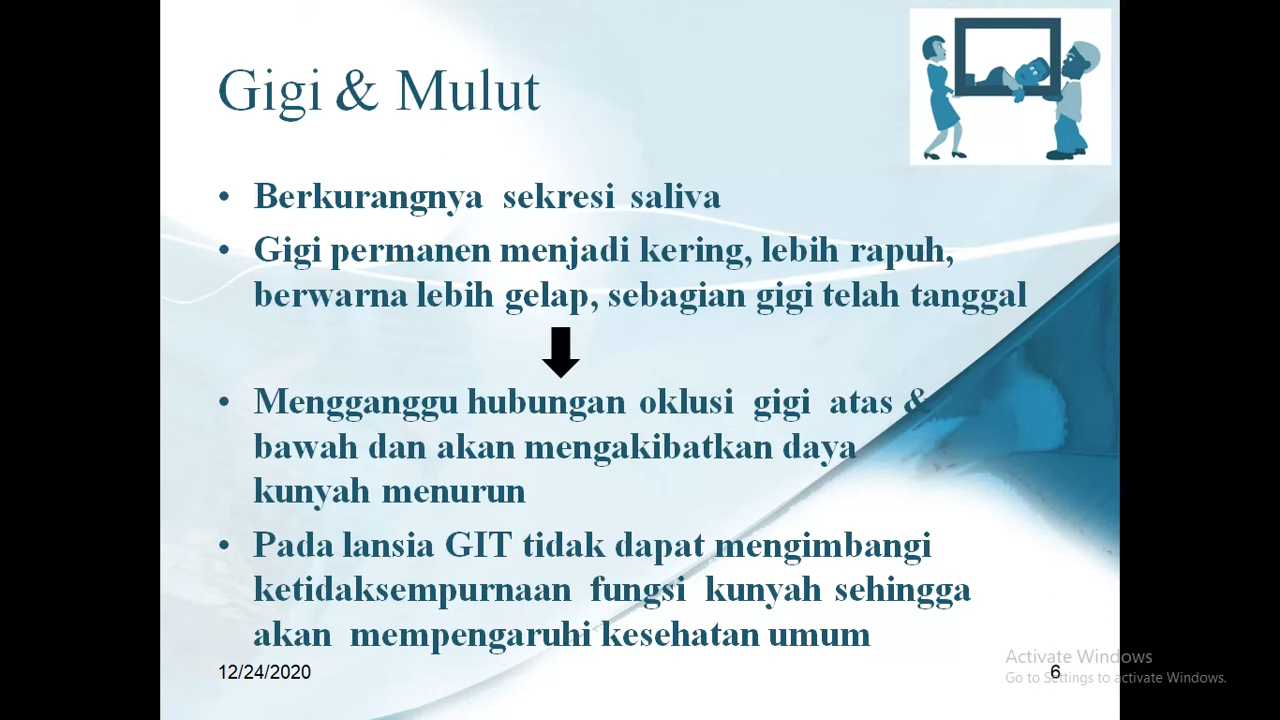 Gigi & Mulut
• Berkurangnya sekresi saliva
• Gigi permanen menjadi kering, lebih rapuh,
berwarna lebih gelap, sebagian gigi telah tanggal
• Mengganggu hubungan oklusi gigi atas &
bawah dan akan mengakibatkan daya
kunyah menurun
• Pada lansia GIT tidak dapat mengimbangi
ketidaksempurnaan fungsi kunyah sehingga
akan mempengaruhi kesehatan umum
12/24/2020
6
Activate Windows
Go to Settings to activate Windows.